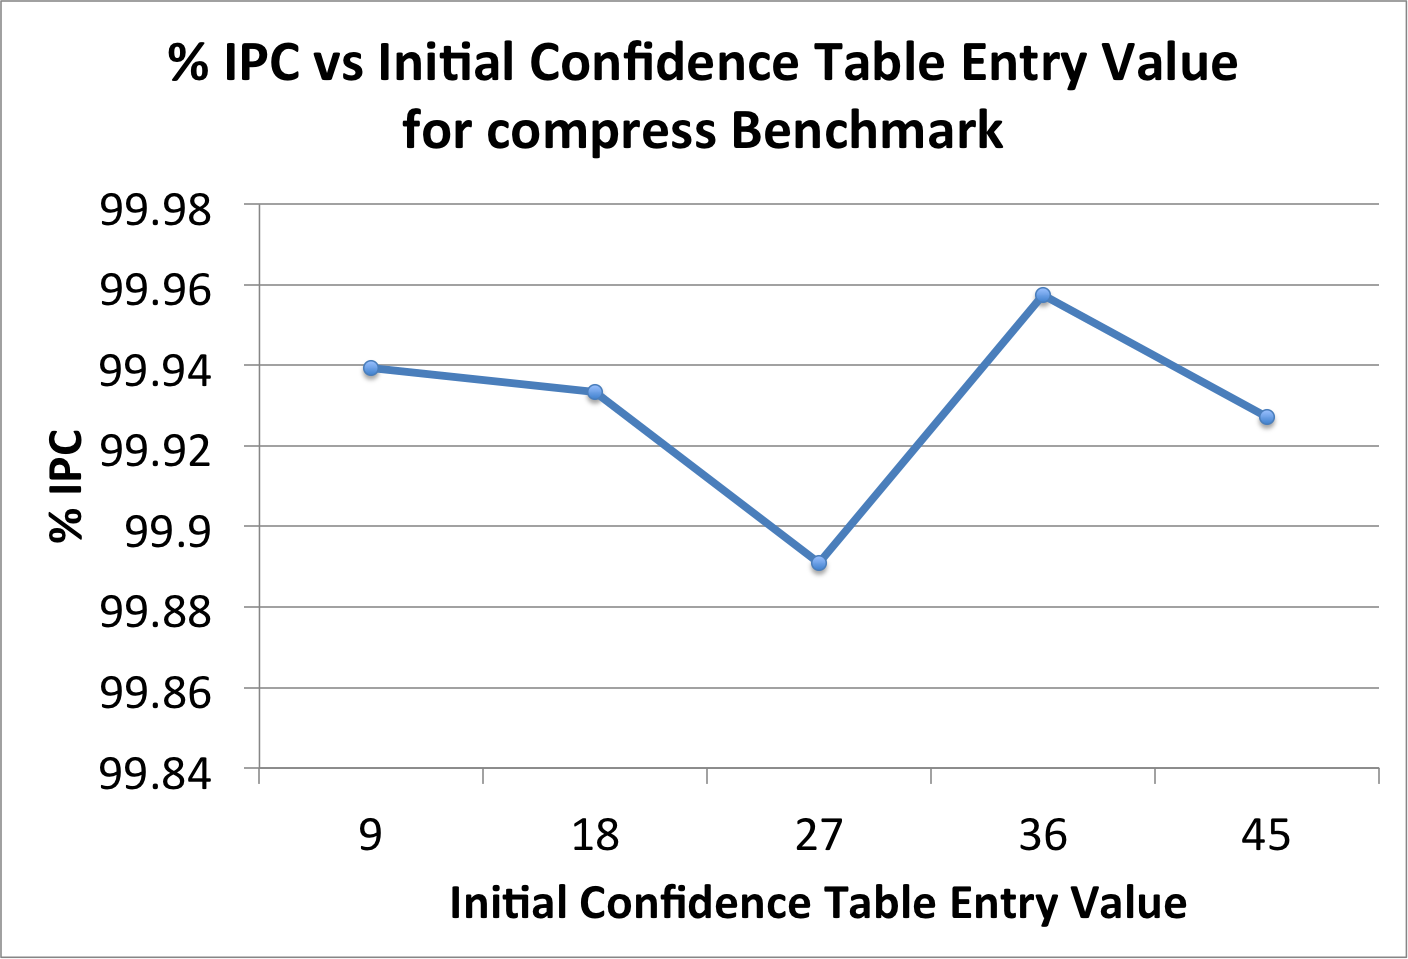 % IPC vs Initial Confidence Table Entry Value
for compress Benchmark
99.98
99.96
99.94
99.92
99.9
99.88
99.86
99.84
% IPC
9 18 27 36 45
Initial Confidence Table Entry Value